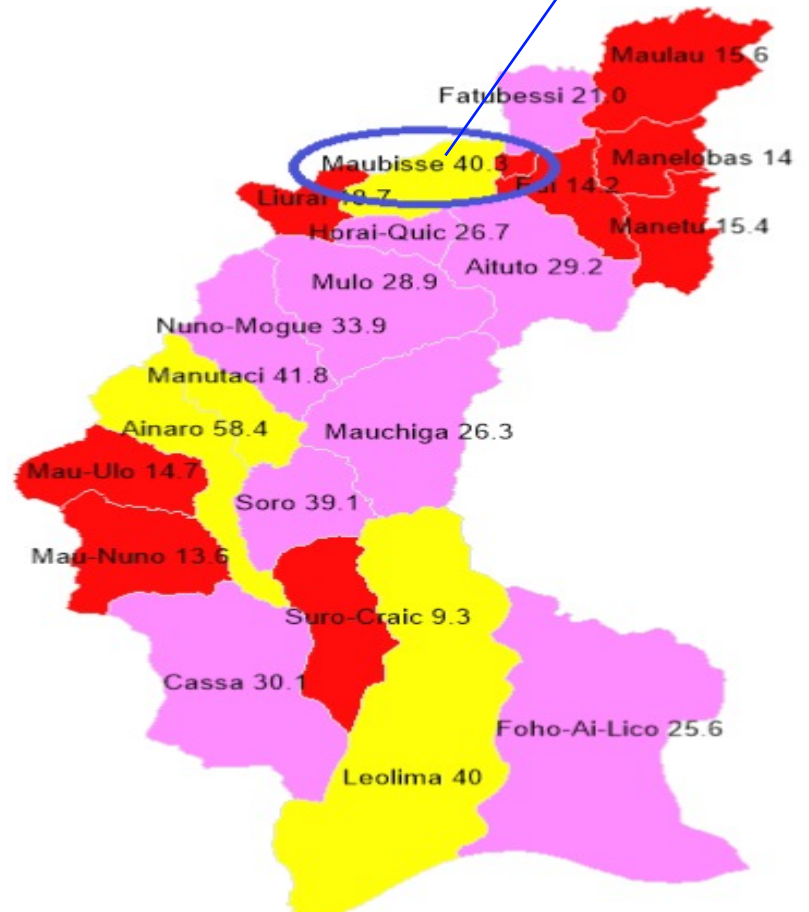 Maulau 15.6
Fatubessi 21.0
Maubisse 40.3
Manelobas 14
Liurai 18.7
14.2
Manetu 15.4
Horai-Quic 26.7
Aituto 29.2
Mulo 28.9
Nuno-Mogue 33.9
Manutaci 41.8
Ainaro 58.4
Mauchiga 26.3
Mau-Ulo 14.7
Soro 39.1
Mau-Nuno 13.6
Suro-Craic 9.3
Cassa 30.1
Foho-Ai-Lico 25.6
Leolima 40